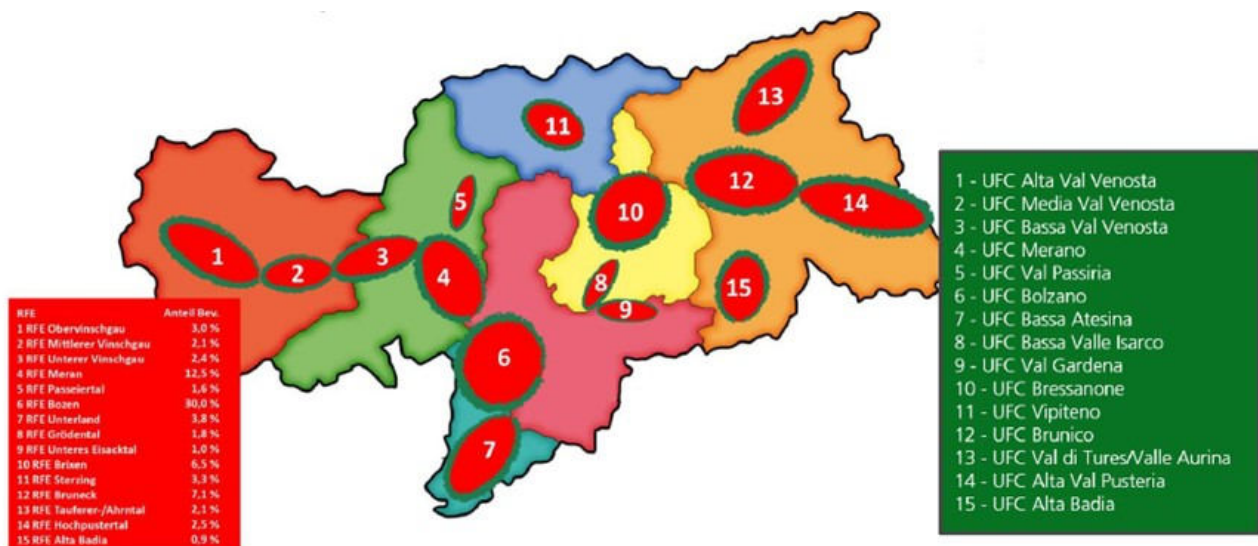 11
13
5
10
12
14
1
2
3
4
8
15
9
6
7
RFE Anteil Bev.
1 RFE Obervinschgau 3,0 %
2 RFE Mittlerer Vinschgau 2,1 %
3 RFE Unterer Vinschgau 2,4 %
4 RFE Meran 12,5 %
5 RFE Passeiertal 1,6 %
6 RFE Bozen 30,0 %
7 RFE Unterland 3,8 %
8 RFE Grödental 1,8 %
9 RFE Unteres Eisacktal 1,0 %
10 RFE Brixen 6,5 %
11 RFE Sterzing 3,3 %
12 RFE Bruneck 7,1 %
13 RFE Tauferer-/Ahrntal 2,1 %
14 RFE Hochpustertal 2,5 %
15 RFE Alta Badia 0,9 %
1 - UFC Alta Val Venosta
2 - UFC Media Val Venosta
3 - UFC Bassa Val Venosta
4 - UFC Merano
5 - UFC Val Passiria
6 - UFC Bolzano
7 - UFC Bassa Atesina
8 - UFC Bassa Valle Isarco
9 - UFC Val Gardena
10 - UFC Bressanone
11 - UFC Vipiteno
12 - UFC Brunico
13 - UFC Val di Tures/Valle Aurina
14 - UFC Alta Val Pusteria
15 - UFC Alta Badia